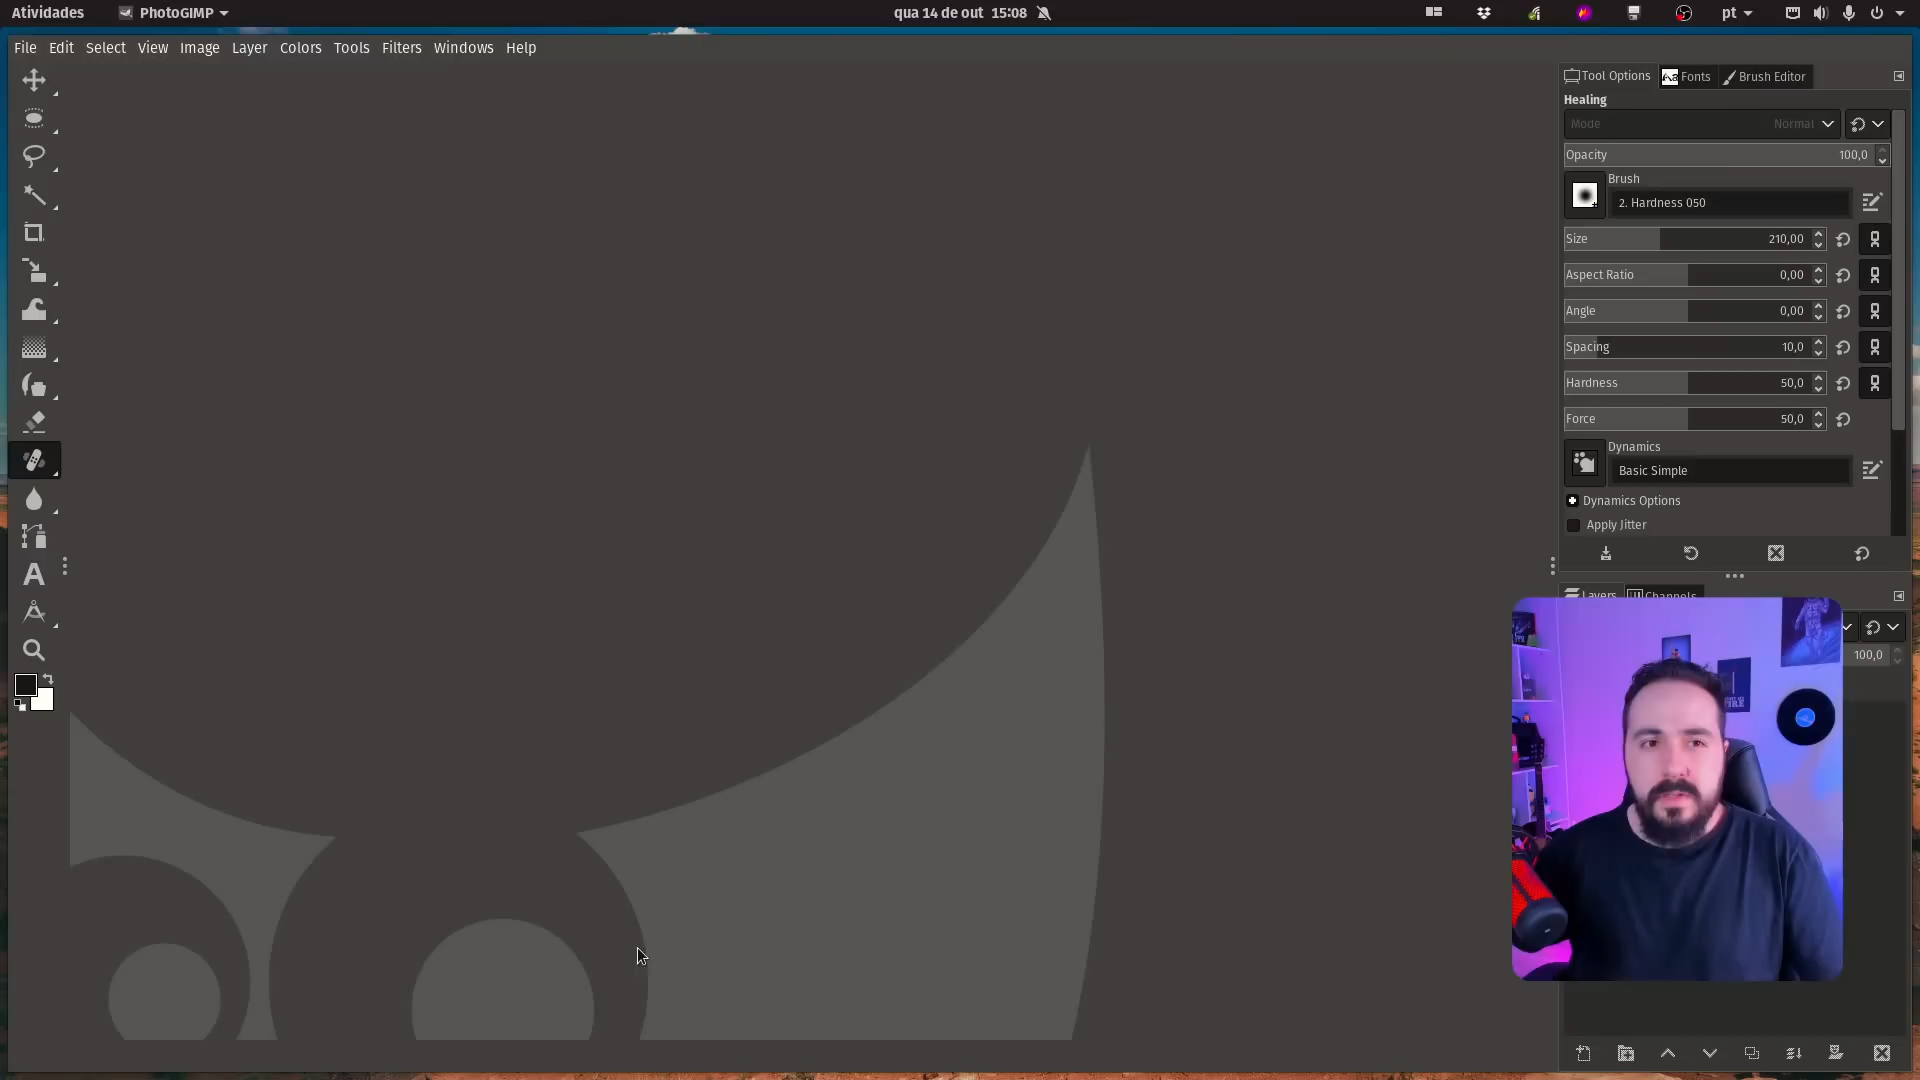 Atividades PhotoGIMP qua 14 de out 15:08 pt
File Edit Select View Image Layer Colors Tools Filters Windows Help
Tool Options Fonts Brush Editor
Healing
Mode Normal
Opacity 100,0
Brush
2. Hardness 050
Size 210,00
Aspect Ratio 0,00
Angle 0,00
Spacing 10,0
Hardness 50,0
Force 50,0
Dynamics
Basic Simple
Dynamics Options
Apply Jitter
Layers Channels
100,0